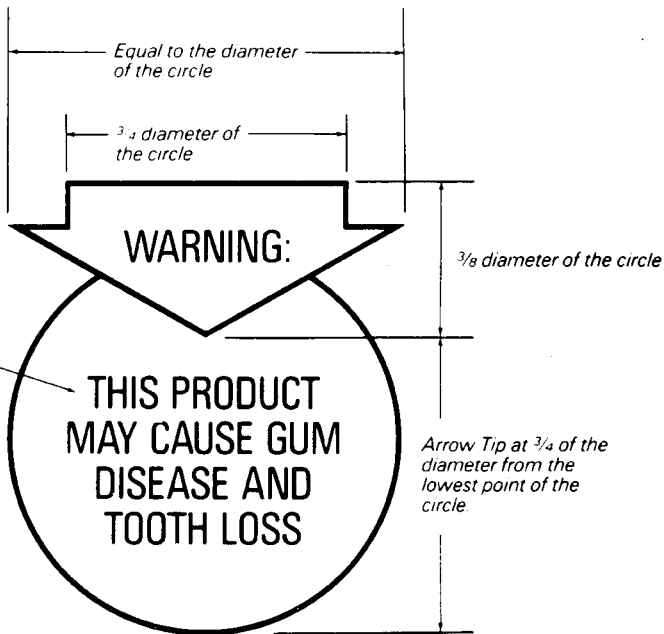 Equal to the diameter
of the circle
3/4 diameter of
the circle
WARNING:
3/8 diameter of the circle
THIS PRODUCT
MAY CAUSE GUM
DISEASE AND
TOOTH LOSS
Arrow Tip at 3/4 of the
diameter from the
lowest point of the
circle.